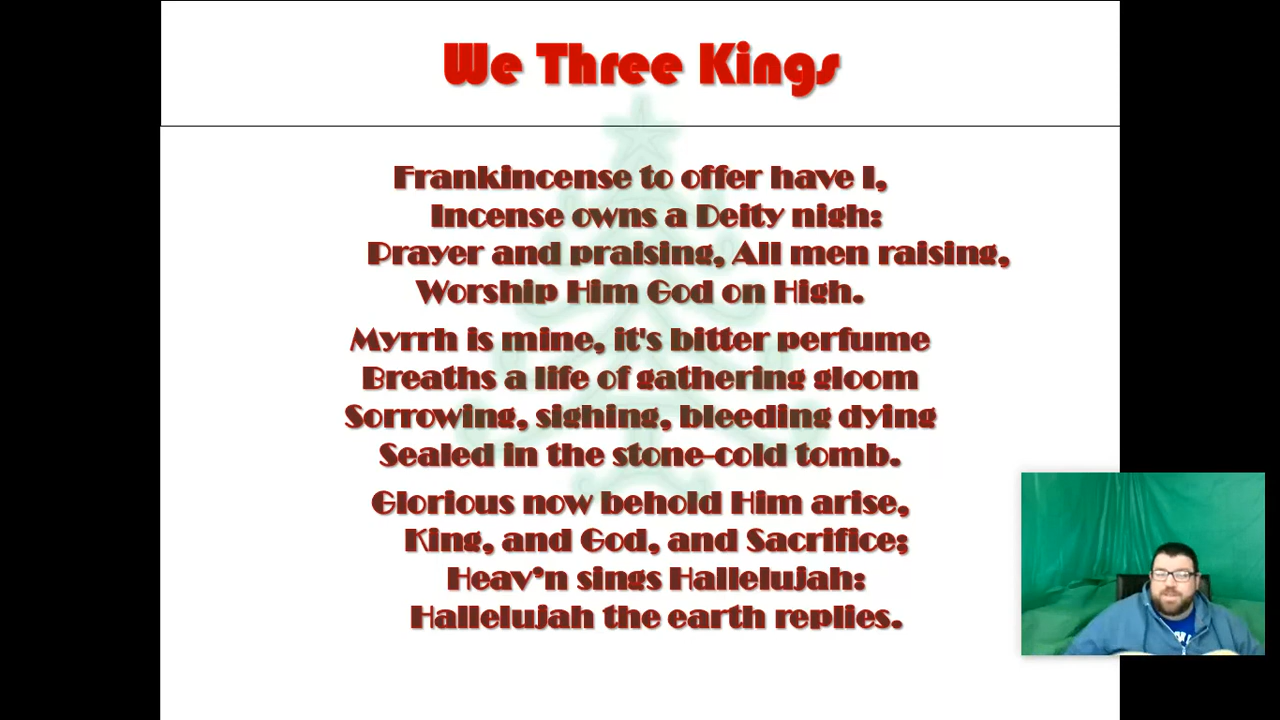 We Three Kings
Frankincense to offer have I,
Incense owns a Deity nigh:
Prayer and praising, All men raising,
Worship Him God on High.
Myrrh is mine, it's bitter perfume
Breaths a life of gathering gloom
Sorrowing, sighing, bleeding dying
Sealed in the stone-cold tomb.
Glorious now behold Him arise,
King, and God, and Sacrifice;
Heav’n sings Hallelujah:
Hallelujah the earth replies.